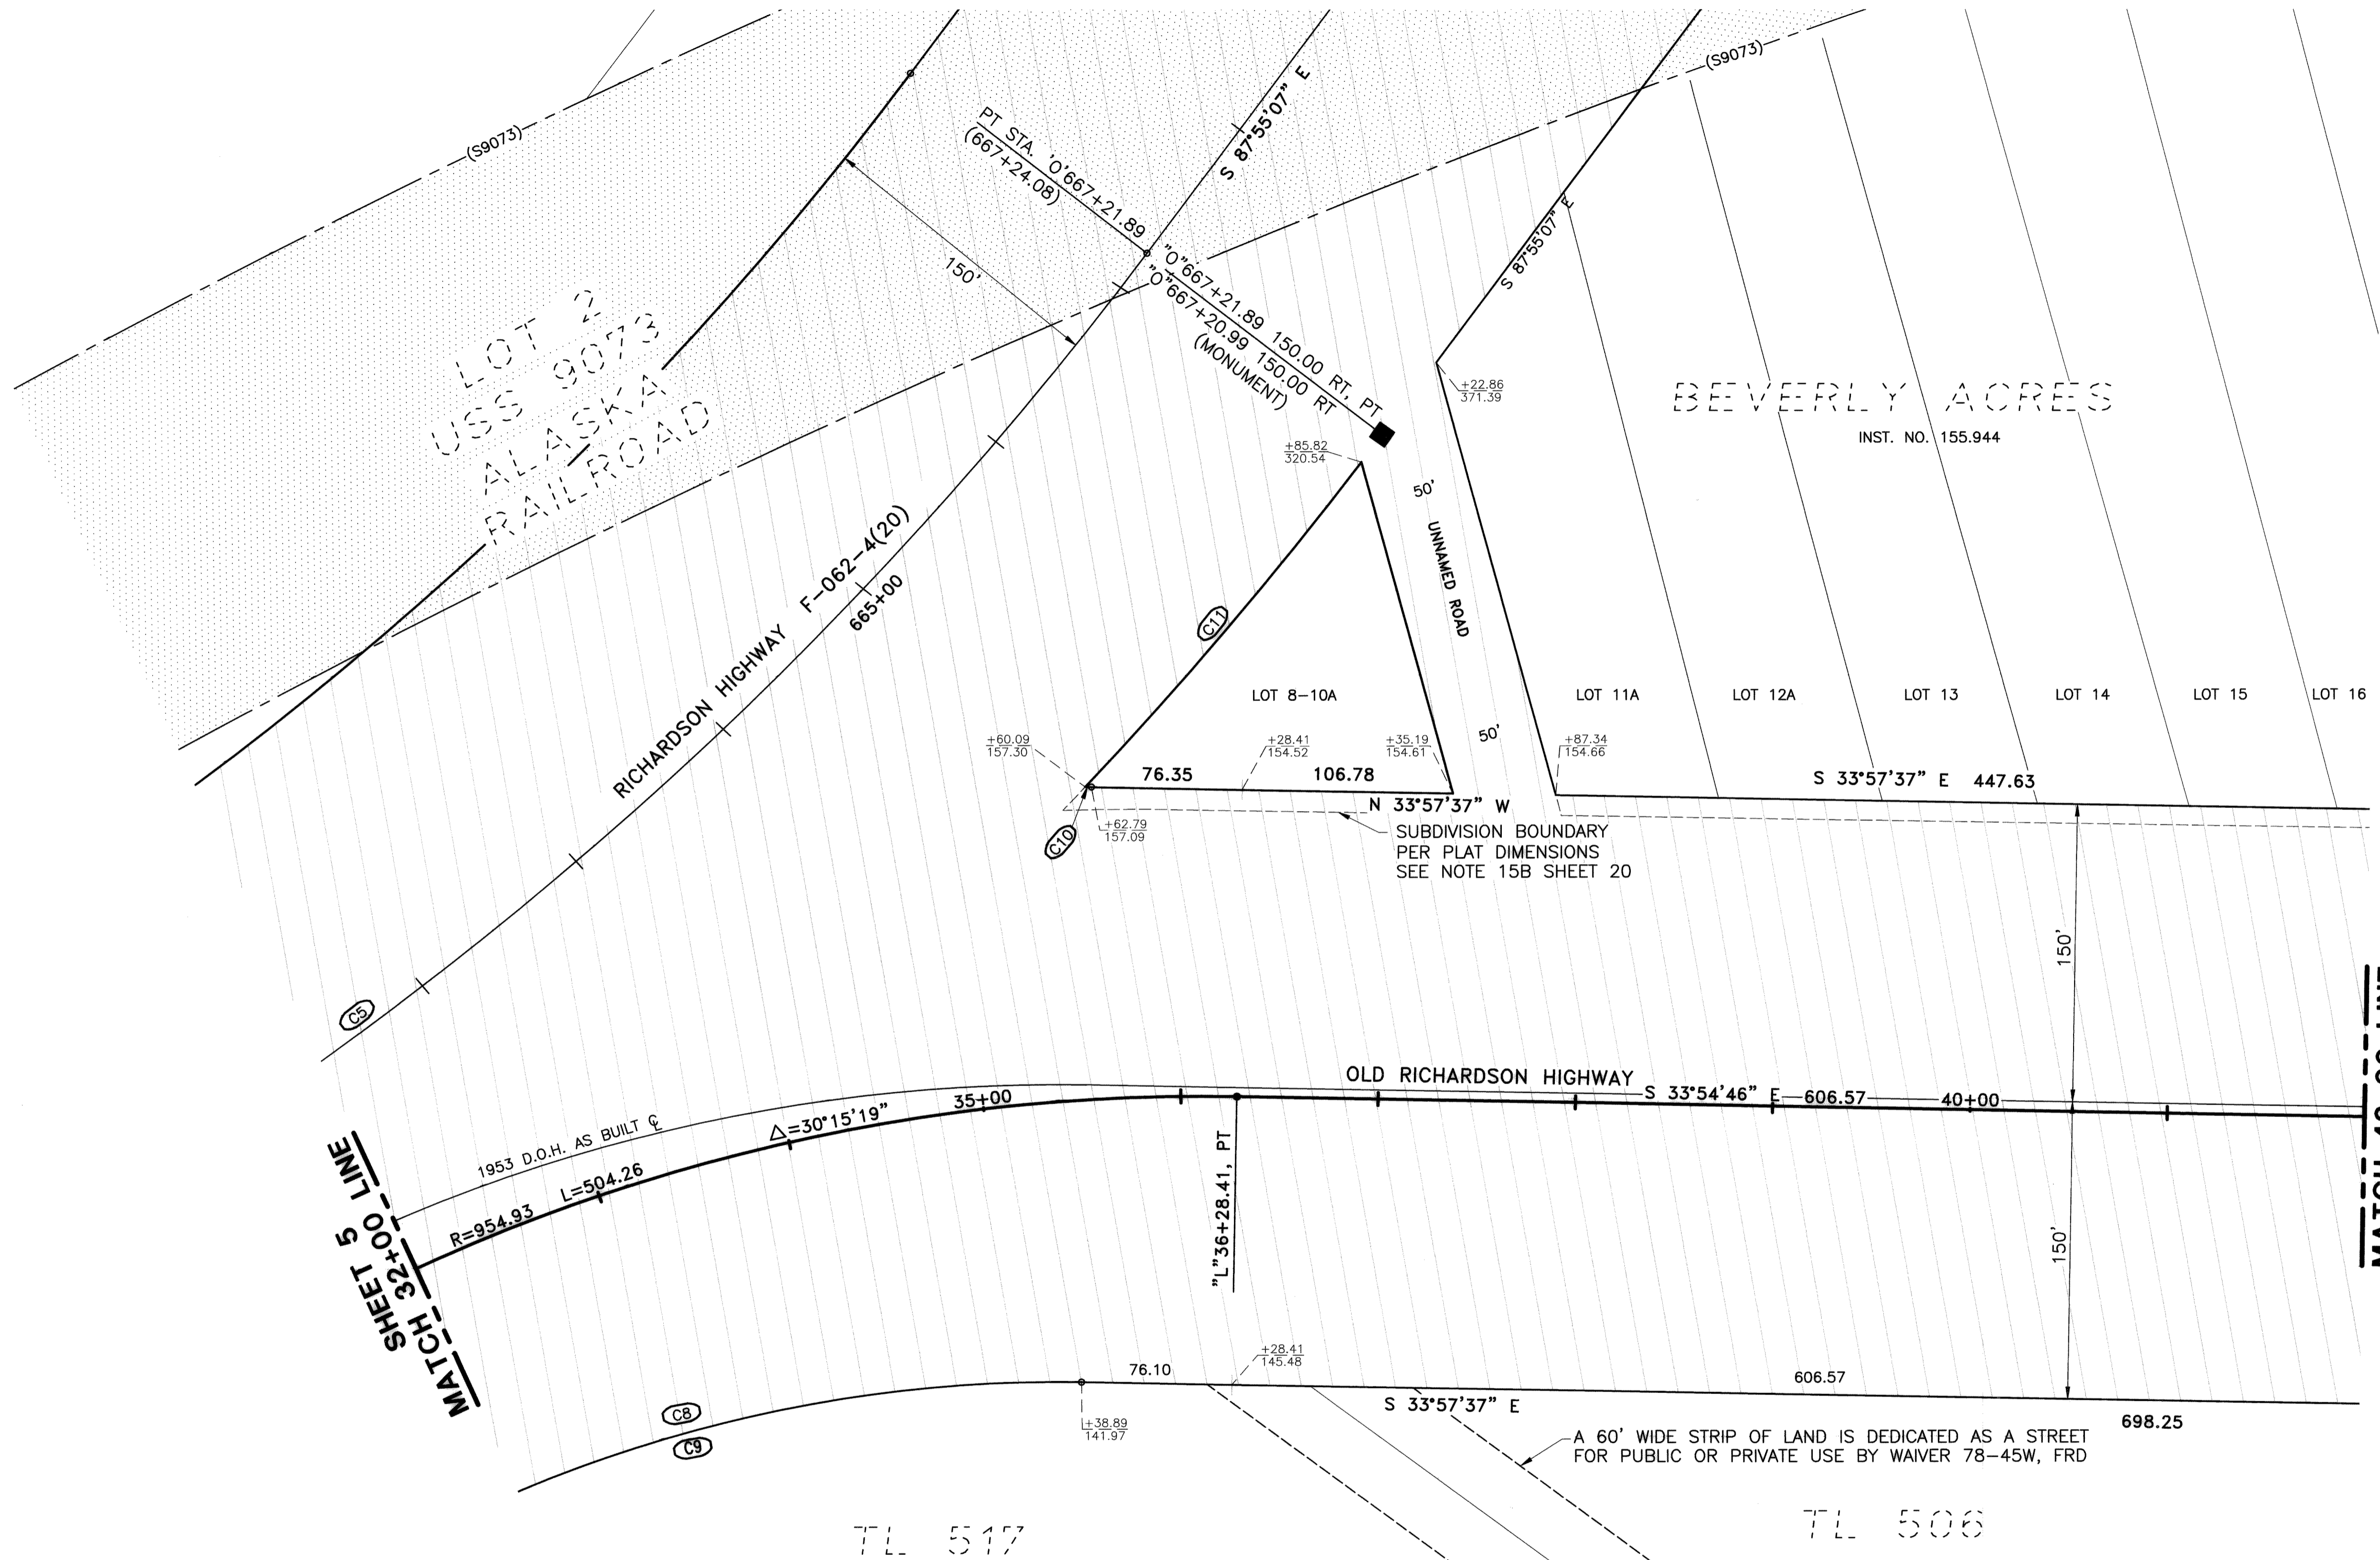 (S9073)
(S9073)
S 87°55'07" E
PT STA. 'O'667+21.89
(667+24.08)
150'
"O"667+21.89 150.00 RT, PT
"O"667+20.99 150.00 RT
(MONUMENT)
S 87°55'07" E
LOT 2
USS 9073
ALASKA
RAILROAD
+22.86
371.39
BEVERLY ACRES
INST. NO. 155.944
+85.82
320.54
50'
UNNAMED ROAD
RICHARDSON HIGHWAY F-062-4(20)
665+00
C11
LOT 8-10A
LOT 11A
LOT 12A
LOT 13
LOT 14
LOT 15
LOT 16
50'
+60.09
157.30
+28.41
154.52
+35.19
154.61
+87.34
154.66
76.35
106.78
S 33°57'37" E 447.63
N 33°57'37" W
C10
+62.79
157.09
SUBDIVISION BOUNDARY
PER PLAT DIMENSIONS
SEE NOTE 15B SHEET 20
150'
C5
OLD RICHARDSON HIGHWAY
S 33°54'46" E 606.57
40+00
35+00
Δ=30°15'19"
1953 D.O.H. AS BUILT ℄
L=504.26
R=954.93
SHEET 5
MATCH 32+00 LINE
"L"36+28.41, PT
150'
76.10
+28.41
145.48
606.57
S 33°57'37" E
698.25
+38.89
141.97
C8
C9
A 60' WIDE STRIP OF LAND IS DEDICATED AS A STREET
FOR PUBLIC OR PRIVATE USE BY WAIVER 78-45W, FRD
TL 517
TL 506